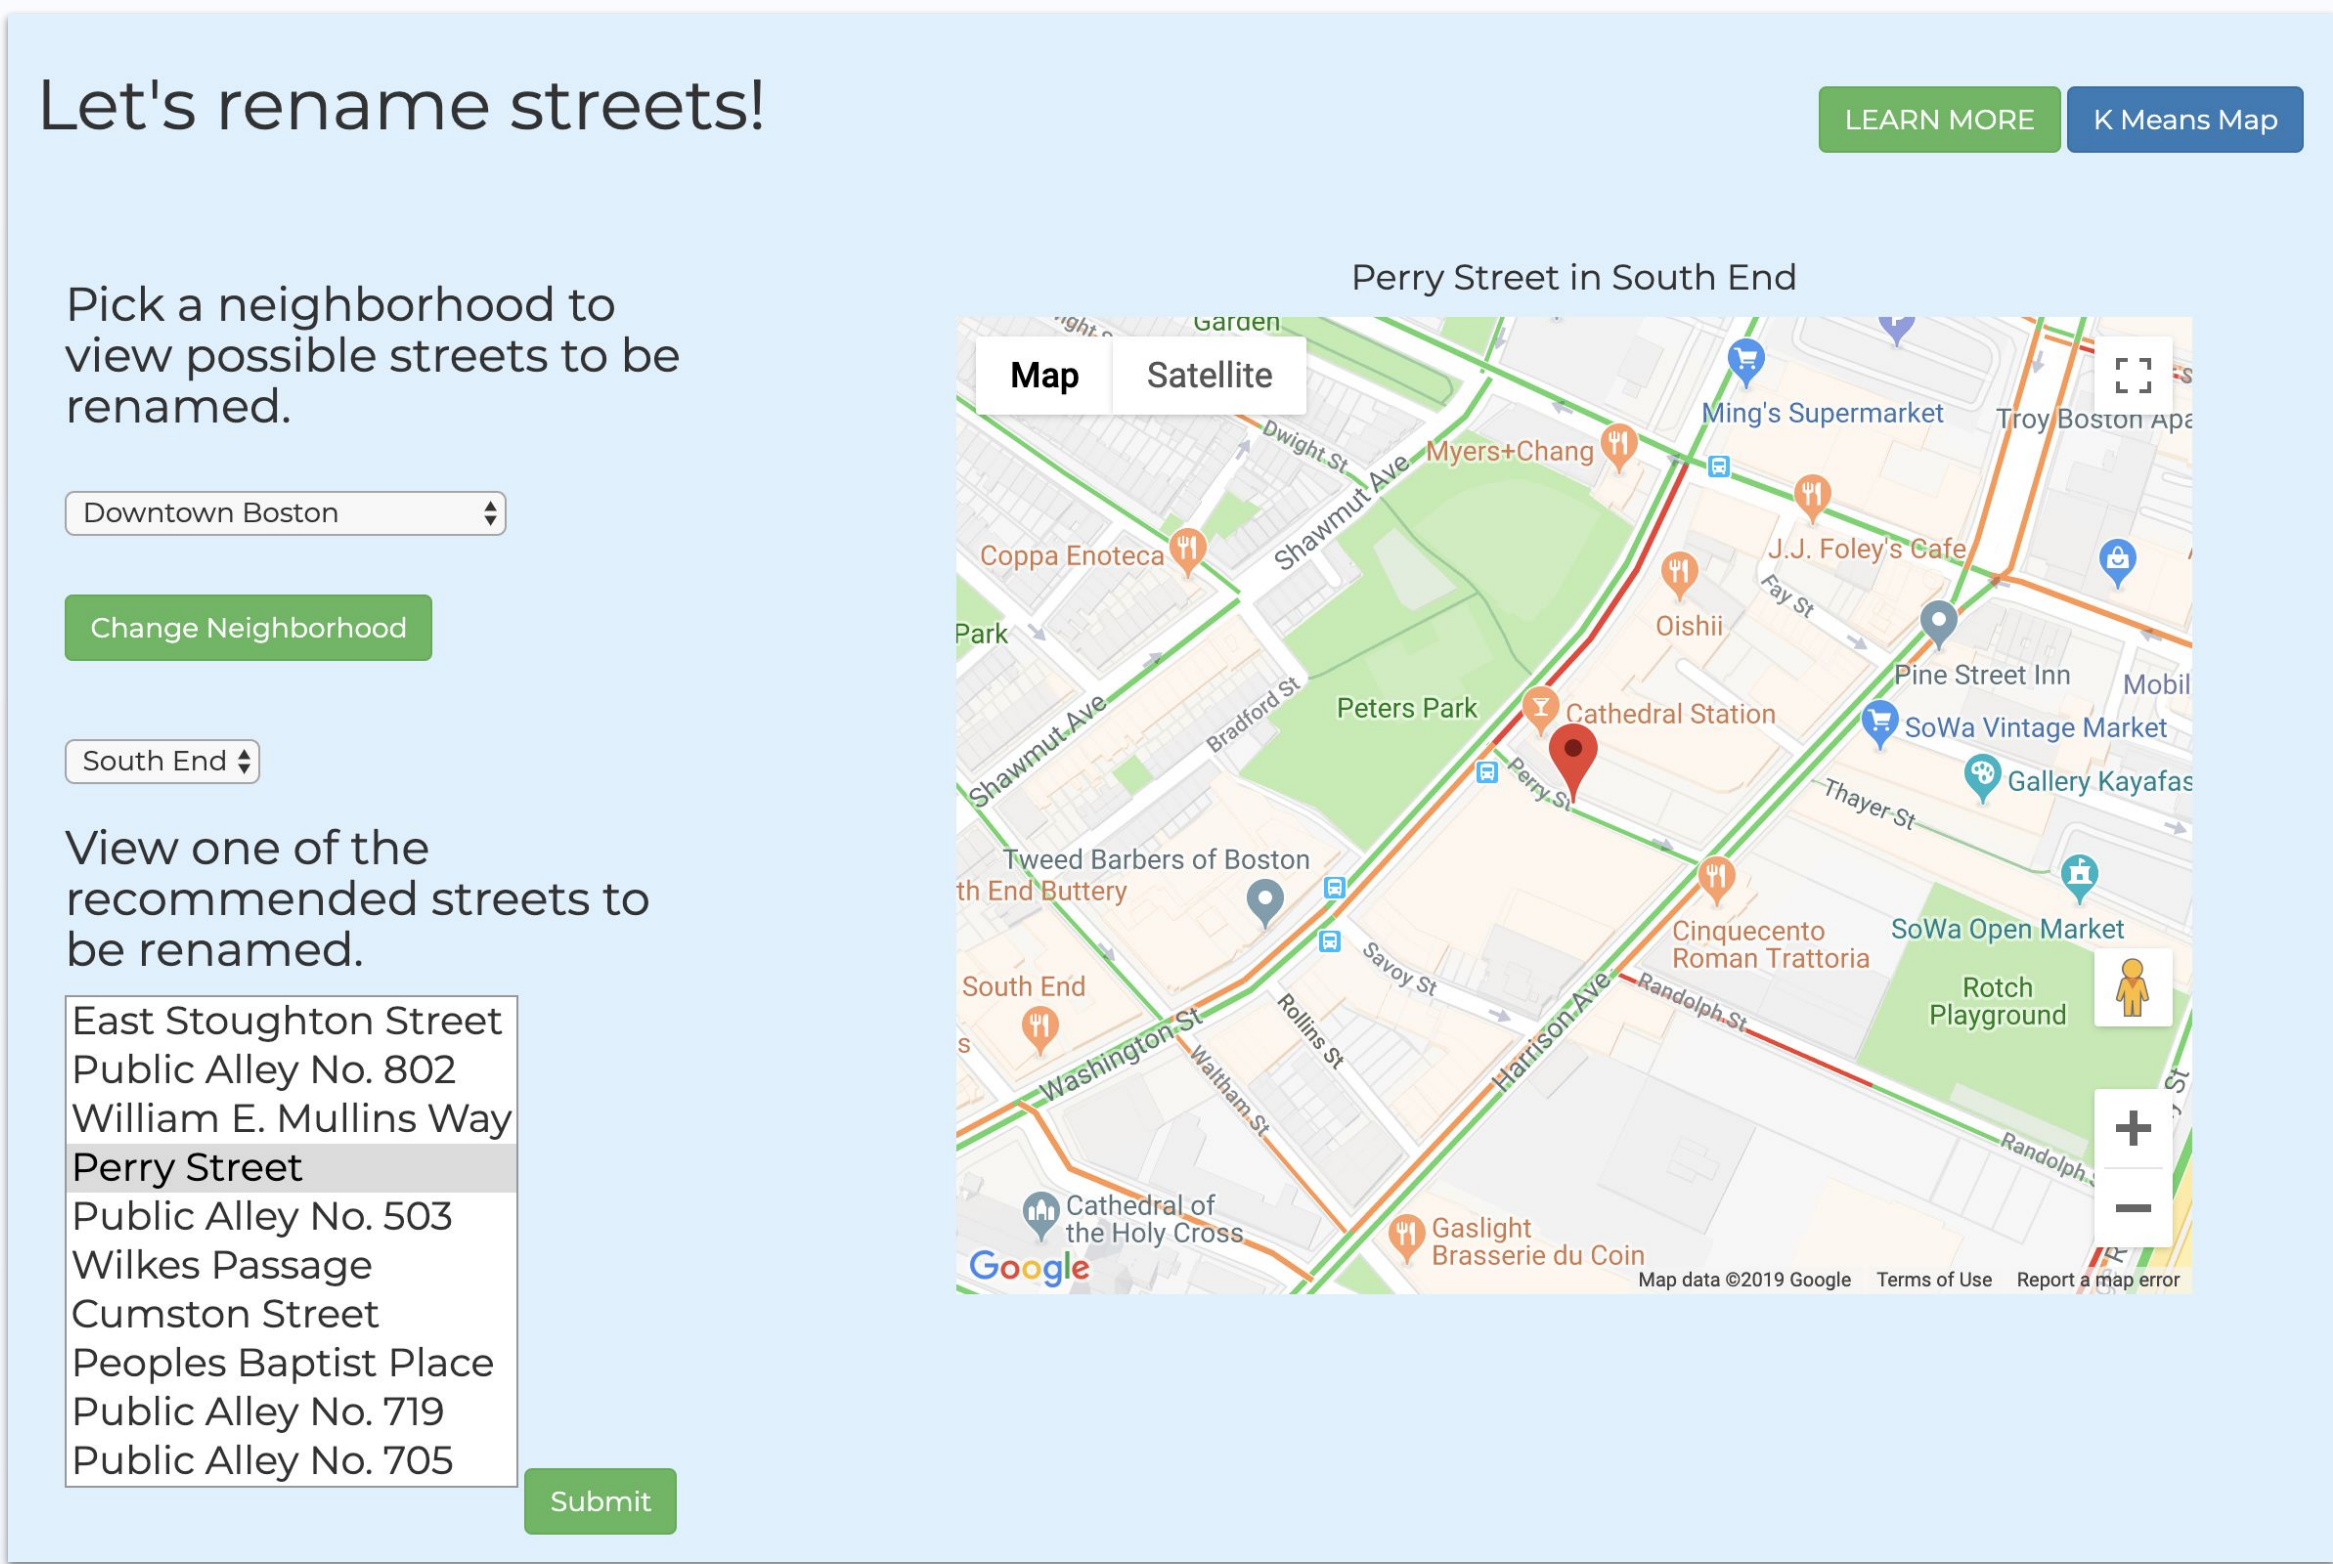 Let's rename streets!
LEARN MORE
K Means Map
Pick a neighborhood to
view possible streets to be
renamed.
Downtown Boston
Change Neighborhood
South End
View one of the
recommended streets to
be renamed.
East Stoughton Street
Public Alley No. 802
William E. Mullins Way
Perry Street
Public Alley No. 503
Wilkes Passage
Cumston Street
Peoples Baptist Place
Public Alley No. 719
Public Alley No. 705
Submit
Perry Street in South End
Garden
Map
Satellite
Ming's Supermarket
Troy Boston Apa
Dwight St
Myers+Chang
Shawmut Ave
Coppa Enoteca
J.J. Foley's Cafe
Fay St
Oishii
Park
Pine Street Inn
Mobil
Bradford St
Peters Park
Cathedral Station
SoWa Vintage Market
Shawmut Ave
Perry St
Gallery Kayafas
Thayer St
Tweed Barbers of Boston
th End Buttery
Cinquecento
Roman Trattoria
SoWa Open Market
Savoy St
South End
Rotch
Playground
Randolph St
Rollins St
Harrison Ave
Washington St
Waltham St
St
Randolph
Cathedral of
the Holy Cross
Gaslight
Brasserie du Coin
Google
Map data ©2019 Google
Terms of Use
Report a map error